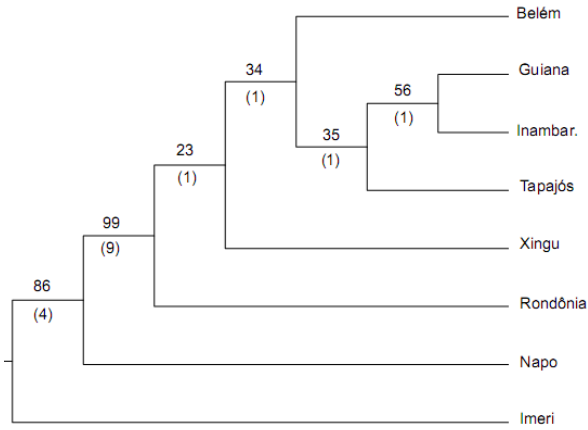 Belém
34
(1)
Guiana
56
(1)
Inambar.
35
(1)
23
(1)
Tapajós
99
(9)
Xingu
86
(4)
Rondônia
Napo
Imeri